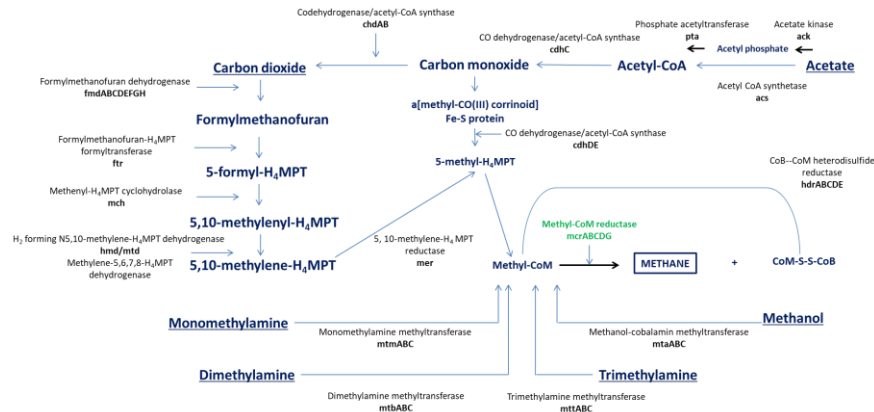 Codehydrogenase/acetyl-CoA synthase
chdAB
Phosphate acetyltransferase
pta
Acetate kinase
ack
CO dehydrogenase/acetyl-CoA synthase
cdhC
Acetyl phosphate
Carbon dioxide
Carbon monoxide
Acetyl-CoA
Acetate
Formylmethanofuran dehydrogenase
fmdABCDEFGH
Acetyl CoA synthetase
acs
a[methyl-CO(III) corrinoid]
Fe-S protein
Formylmethanofuran
CO dehydrogenase/acetyl-CoA synthase
cdhDE
Formylmethanofuran-H₄MPT
formyltransferase
ftr
5-methyl-H₄MPT
CoB--CoM heterodisulfide
reductase
hdrABCDE
5-formyl-H₄MPT
Methenyl-H₄MPT cyclohydrolase
mch
5,10-methylenyl-H₄MPT
Methyl-CoM reductase
mcrABCDG
H₂ forming N5,10-methylene-H₄MPT dehydrogenase
hmd/mtd
Methylene-5,6,7,8-H₄MPT
dehydrogenase
5,10-methylene-H₄MPT
5, 10-methylene-H₄ MPT
reductase
mer
Methyl-CoM
METHANE
+
CoM-S-S-CoB
Monomethylamine
Monomethylamine methyltransferase
mtmABC
Methanol
Methanol-cobalamin methyltransferase
mtaABC
Dimethylamine
Dimethylamine methyltransferase
mtbABC
Trimethylamine
Trimethylamine methyltransferase
mttABC